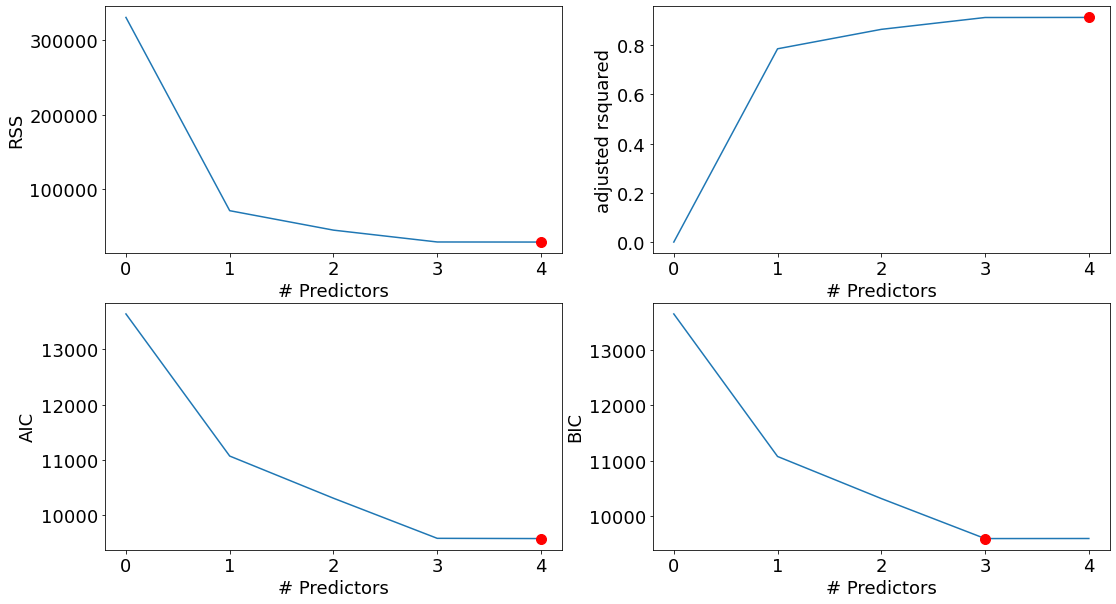 RSS
300000
200000
100000
0 1 2 3 4
# Predictors
adjusted rsquared
0.8
0.6
0.4
0.2
0.0
0 1 2 3 4
# Predictors
AIC
13000
12000
11000
10000
0 1 2 3 4
# Predictors
BIC
13000
12000
11000
10000
0 1 2 3 4
# Predictors